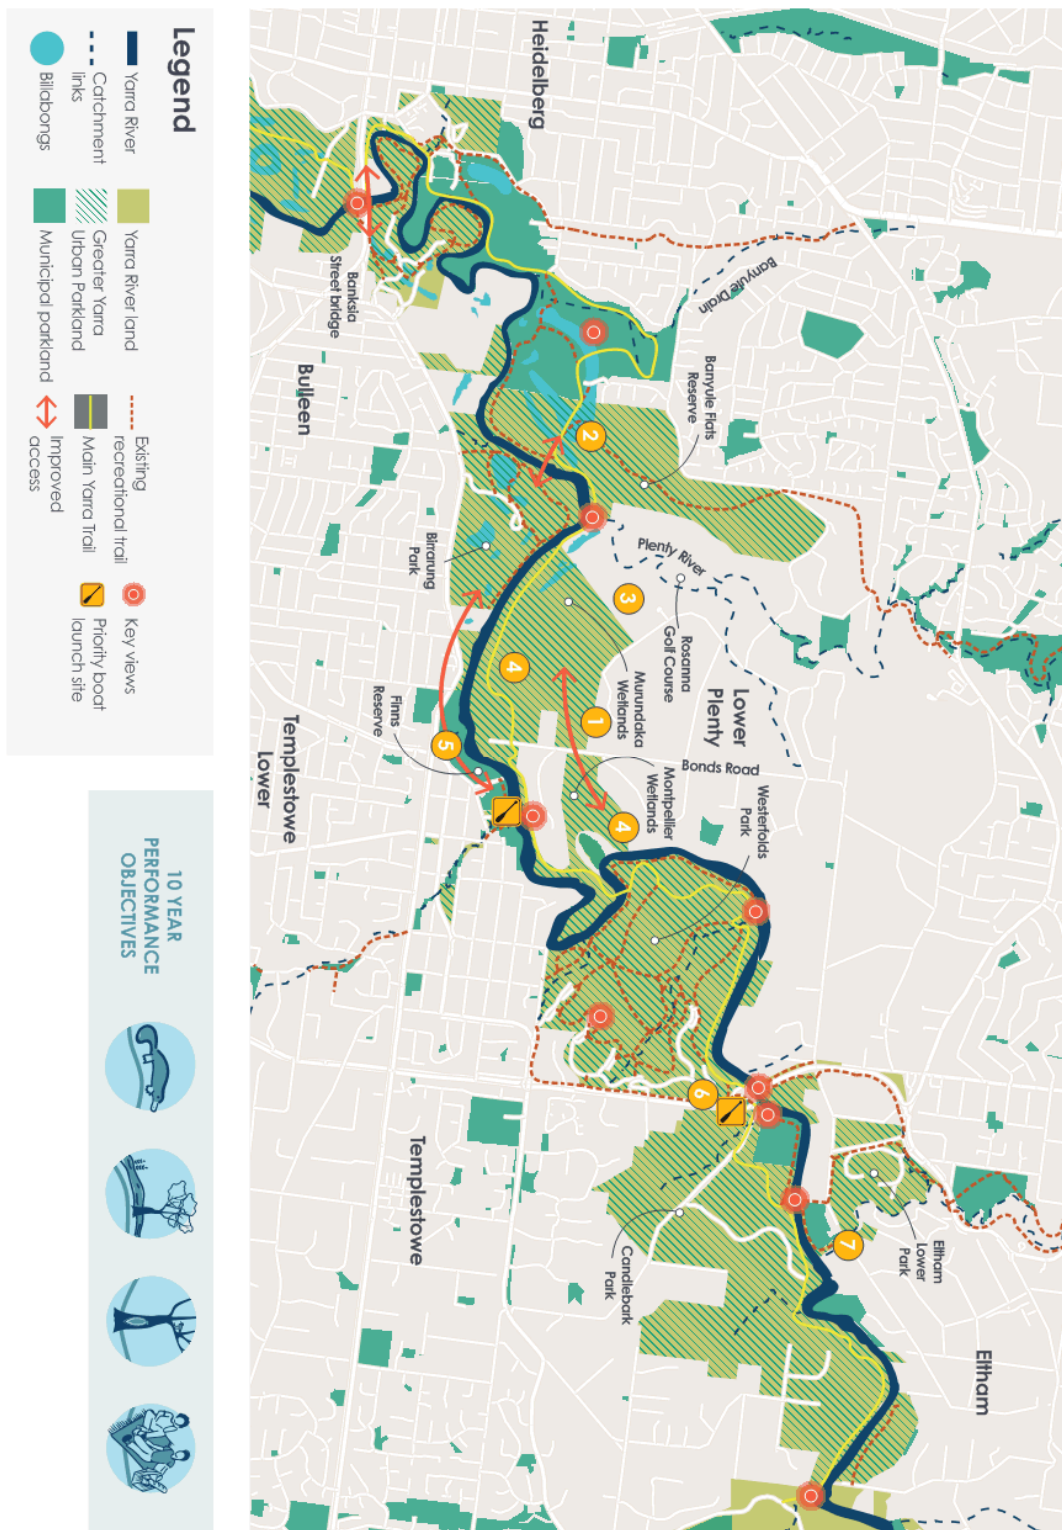 Heidelberg
Banyule Drain
Banyule Flats
Reserve
Plenty River
Rosanna
Golf Course
Lower
Plenty
Murundaka
Wetlands
Bonds Road
Montpellier
Wetlands
Westerfolds
Park
Eltham
Lower
Park
Eltham
Banksia
Street bridge
Bulleen
Birrarung
Park
Finns
Reserve
Templestowe
Lower
Templestowe
Candlebark
Park
2
3
1
4
4
5
6
7
Legend
Yarra River
Catchment
links
Billabongs
Yarra River land
Greater Yarra
Urban Parkland
Municipal parkland
Existing
recreational trail
Main Yarra Trail
Improved
access
Key views
Priority boat
launch site
10 YEAR
PERFORMANCE
OBJECTIVES